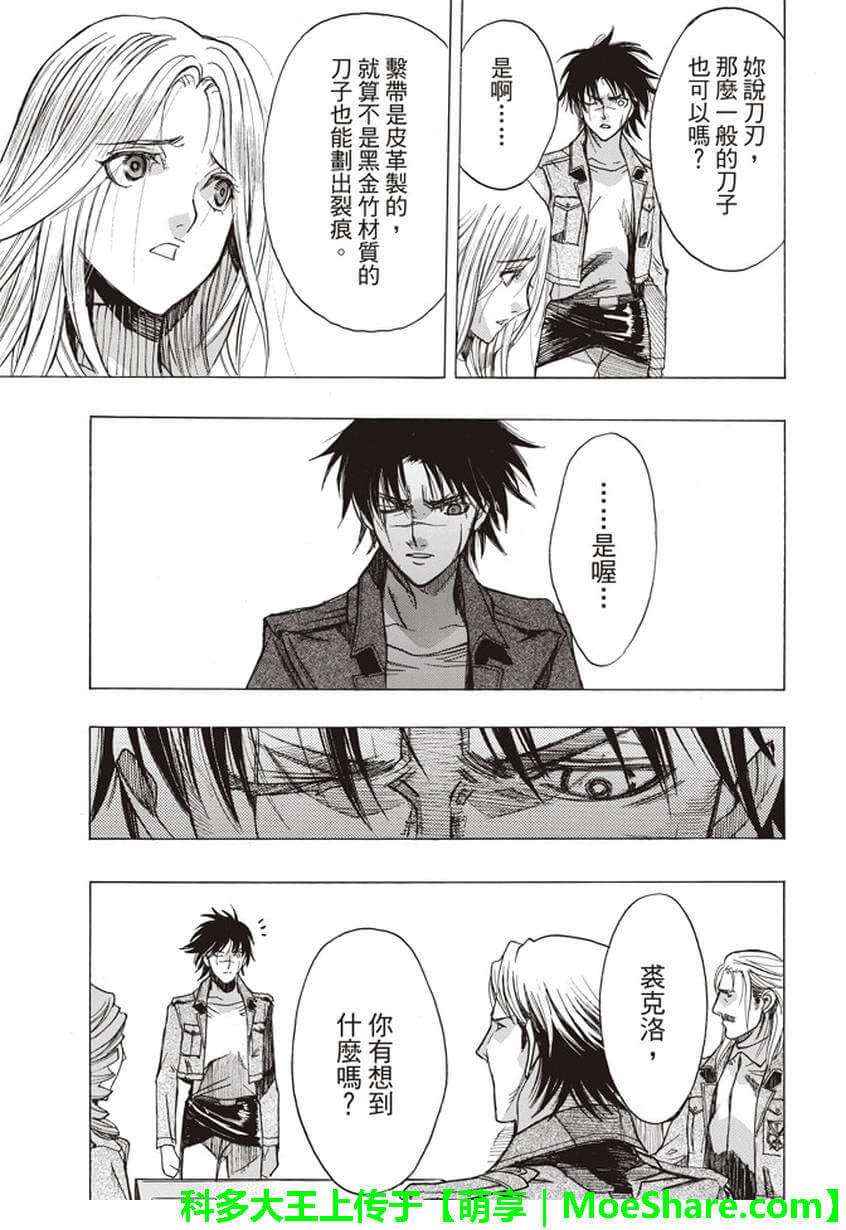 妳說刀刃，
那麼一般的刀子
也可以嗎？
是啊……
繫帶是皮革製的，
就算不是黑金竹材質的
刀子也能劃出裂痕。
……是喔…
裘克洛，
你有想到
什麼嗎？
科多大王上传于【萌享｜MoeShare.com】